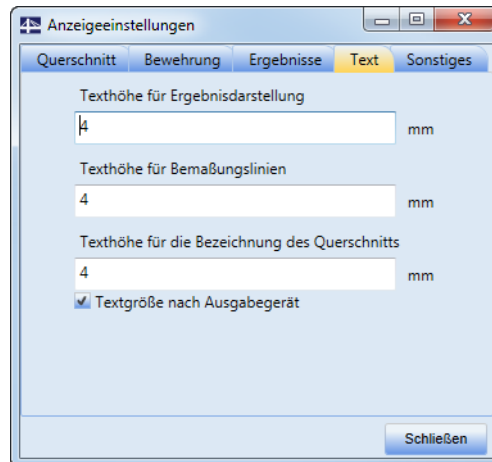 Anzeigeeinstellungen
Querschnitt Bewehrung Ergebnisse Text Sonstiges
Texthöhe für Ergebnisdarstellung
4 mm
Texthöhe für Bemaßungslinien
4 mm
Texthöhe für die Bezeichnung des Querschnitts
4 mm
Textgröße nach Ausgabegerät
Schließen